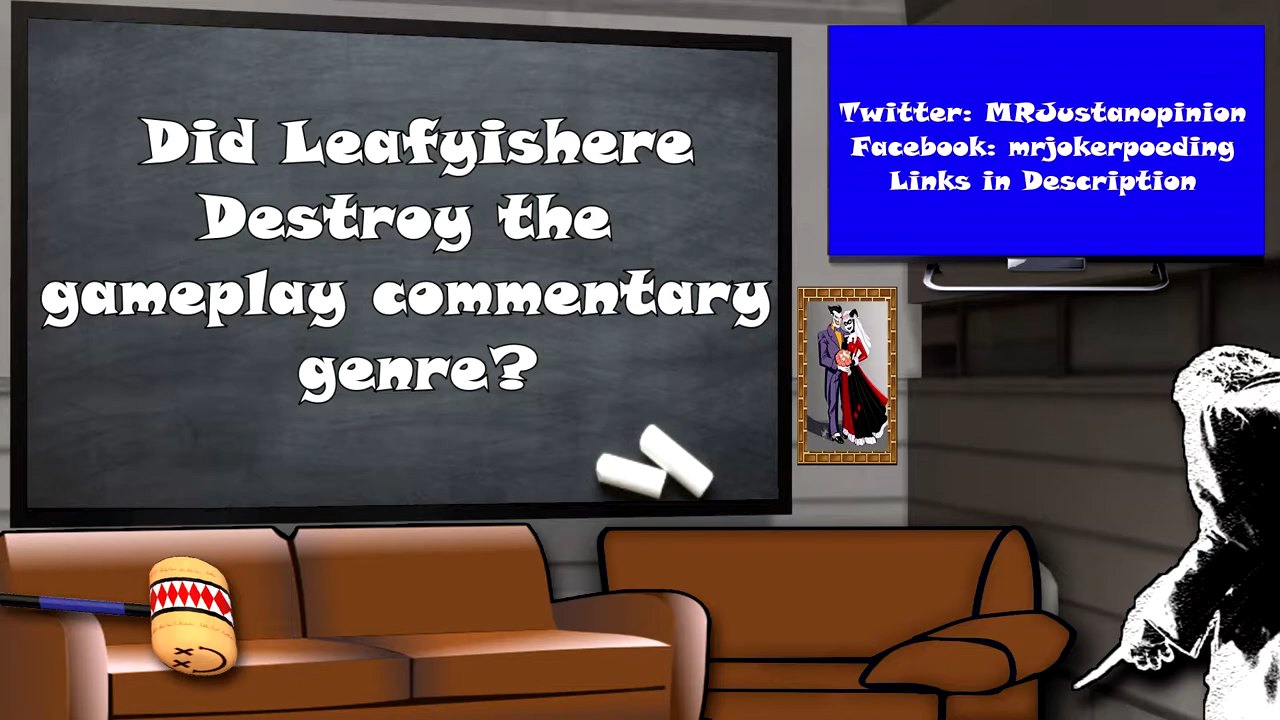 Did Leafyishere
Destroy the
gameplay commentary
genre?
Twitter: MRJustanopinion
Facebook: mrjokerpoeding
Links in Description